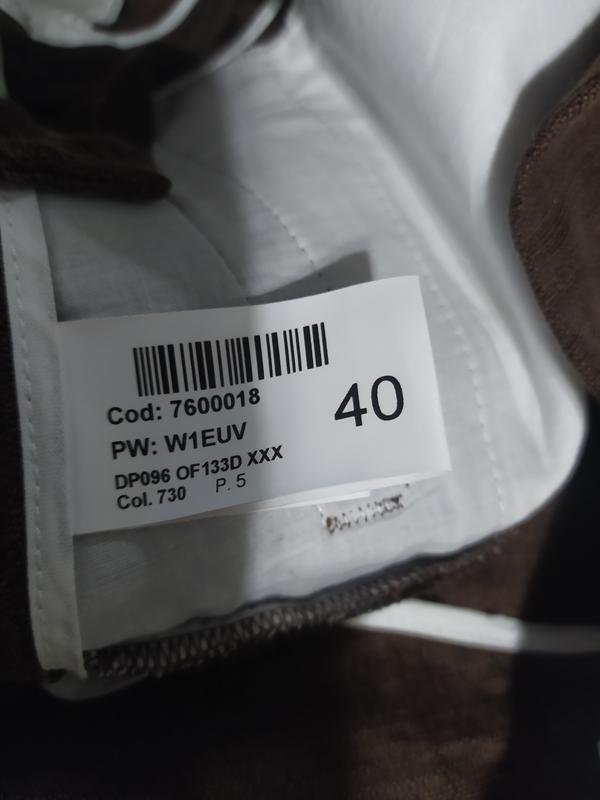 Cod: 7600018
40
PW: W1EUV
DP096 OF133D XXX
Col. 730 P. 5